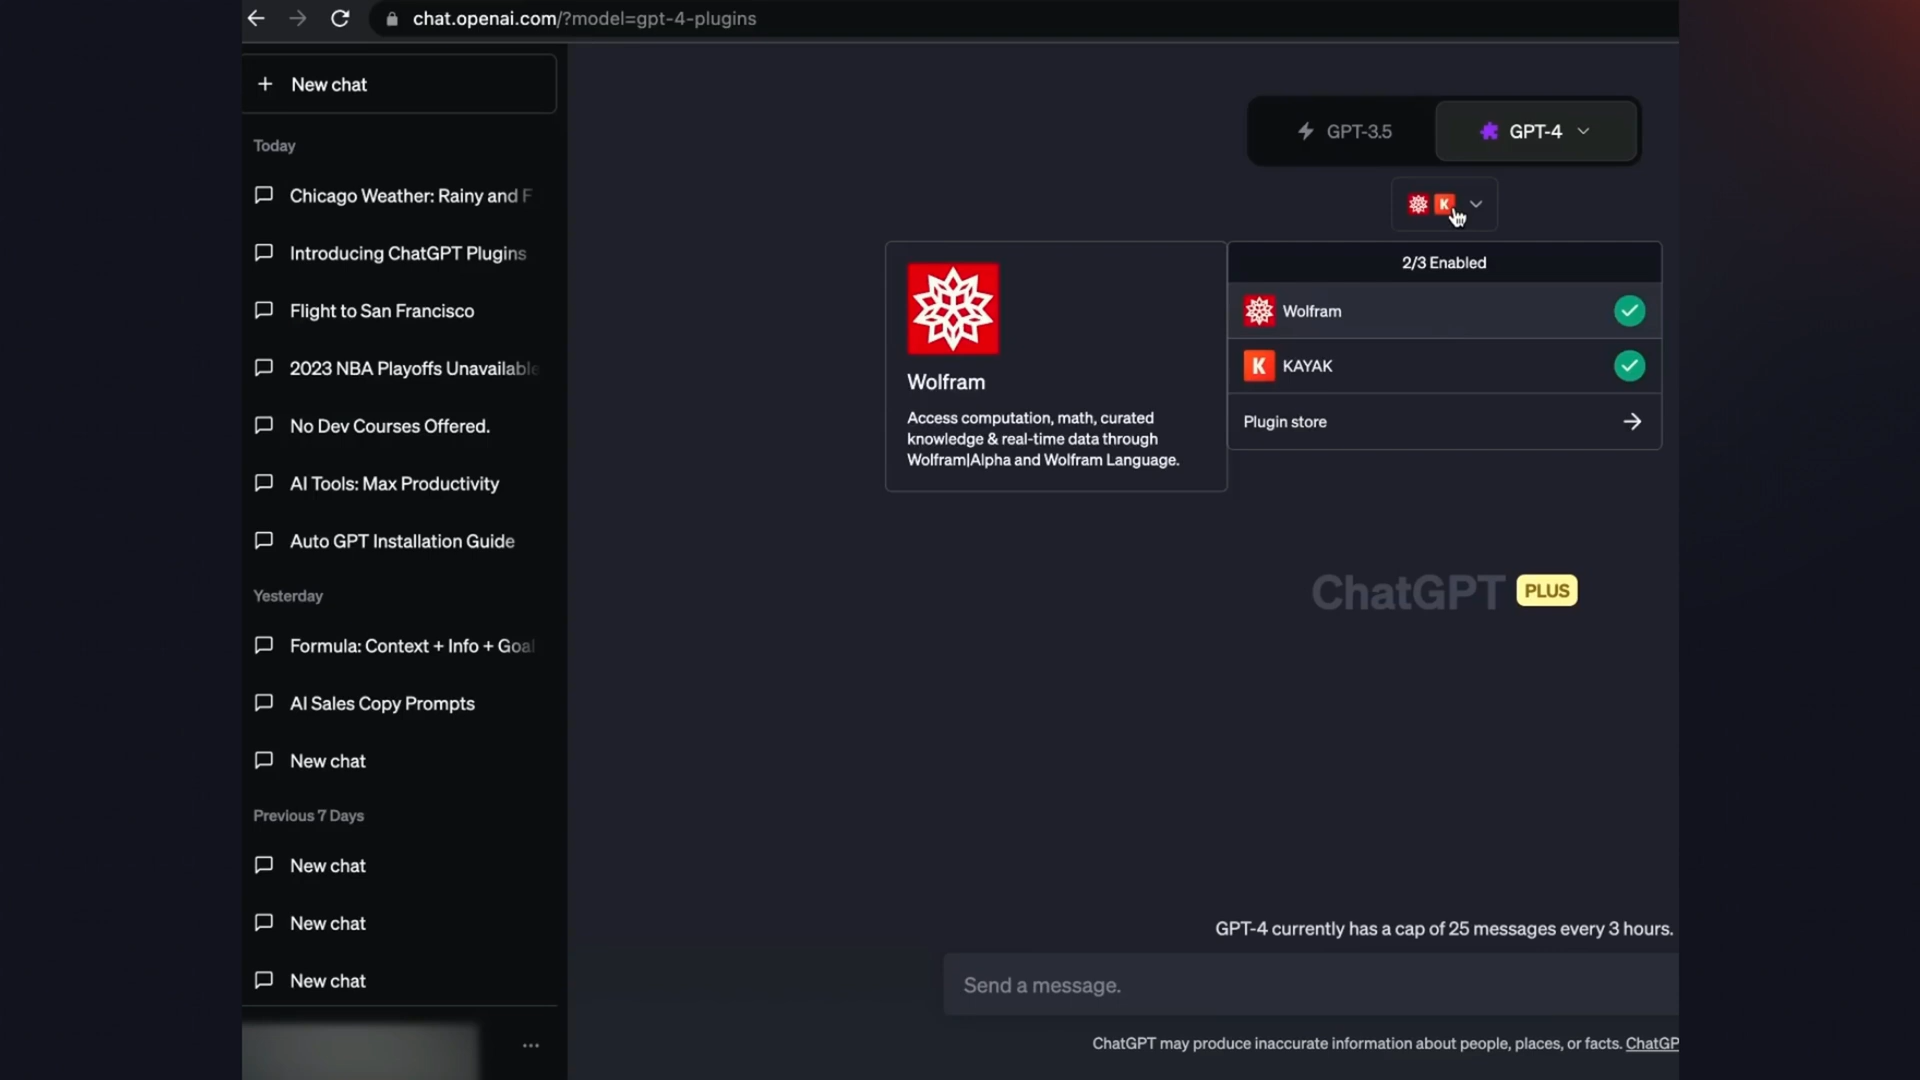 chat.openai.com/?model=gpt-4-plugins
New chat
Today
Chicago Weather: Rainy and F
Introducing ChatGPT Plugins
Flight to San Francisco
2023 NBA Playoffs Unavailable
No Dev Courses Offered.
AI Tools: Max Productivity
Auto GPT Installation Guide
Yesterday
Formula: Context + Info + Goal
AI Sales Copy Prompts
New chat
Previous 7 Days
New chat
New chat
New chat
GPT-3.5
GPT-4
K
2/3 Enabled
Wolfram
K KAYAK
Plugin store
Wolfram
Access computation, math, curated
knowledge & real-time data through
Wolfram|Alpha and Wolfram Language.
ChatGPT PLUS
GPT-4 currently has a cap of 25 messages every 3 hours.
Send a message.
ChatGPT may produce inaccurate information about people, places, or facts. ChatGP